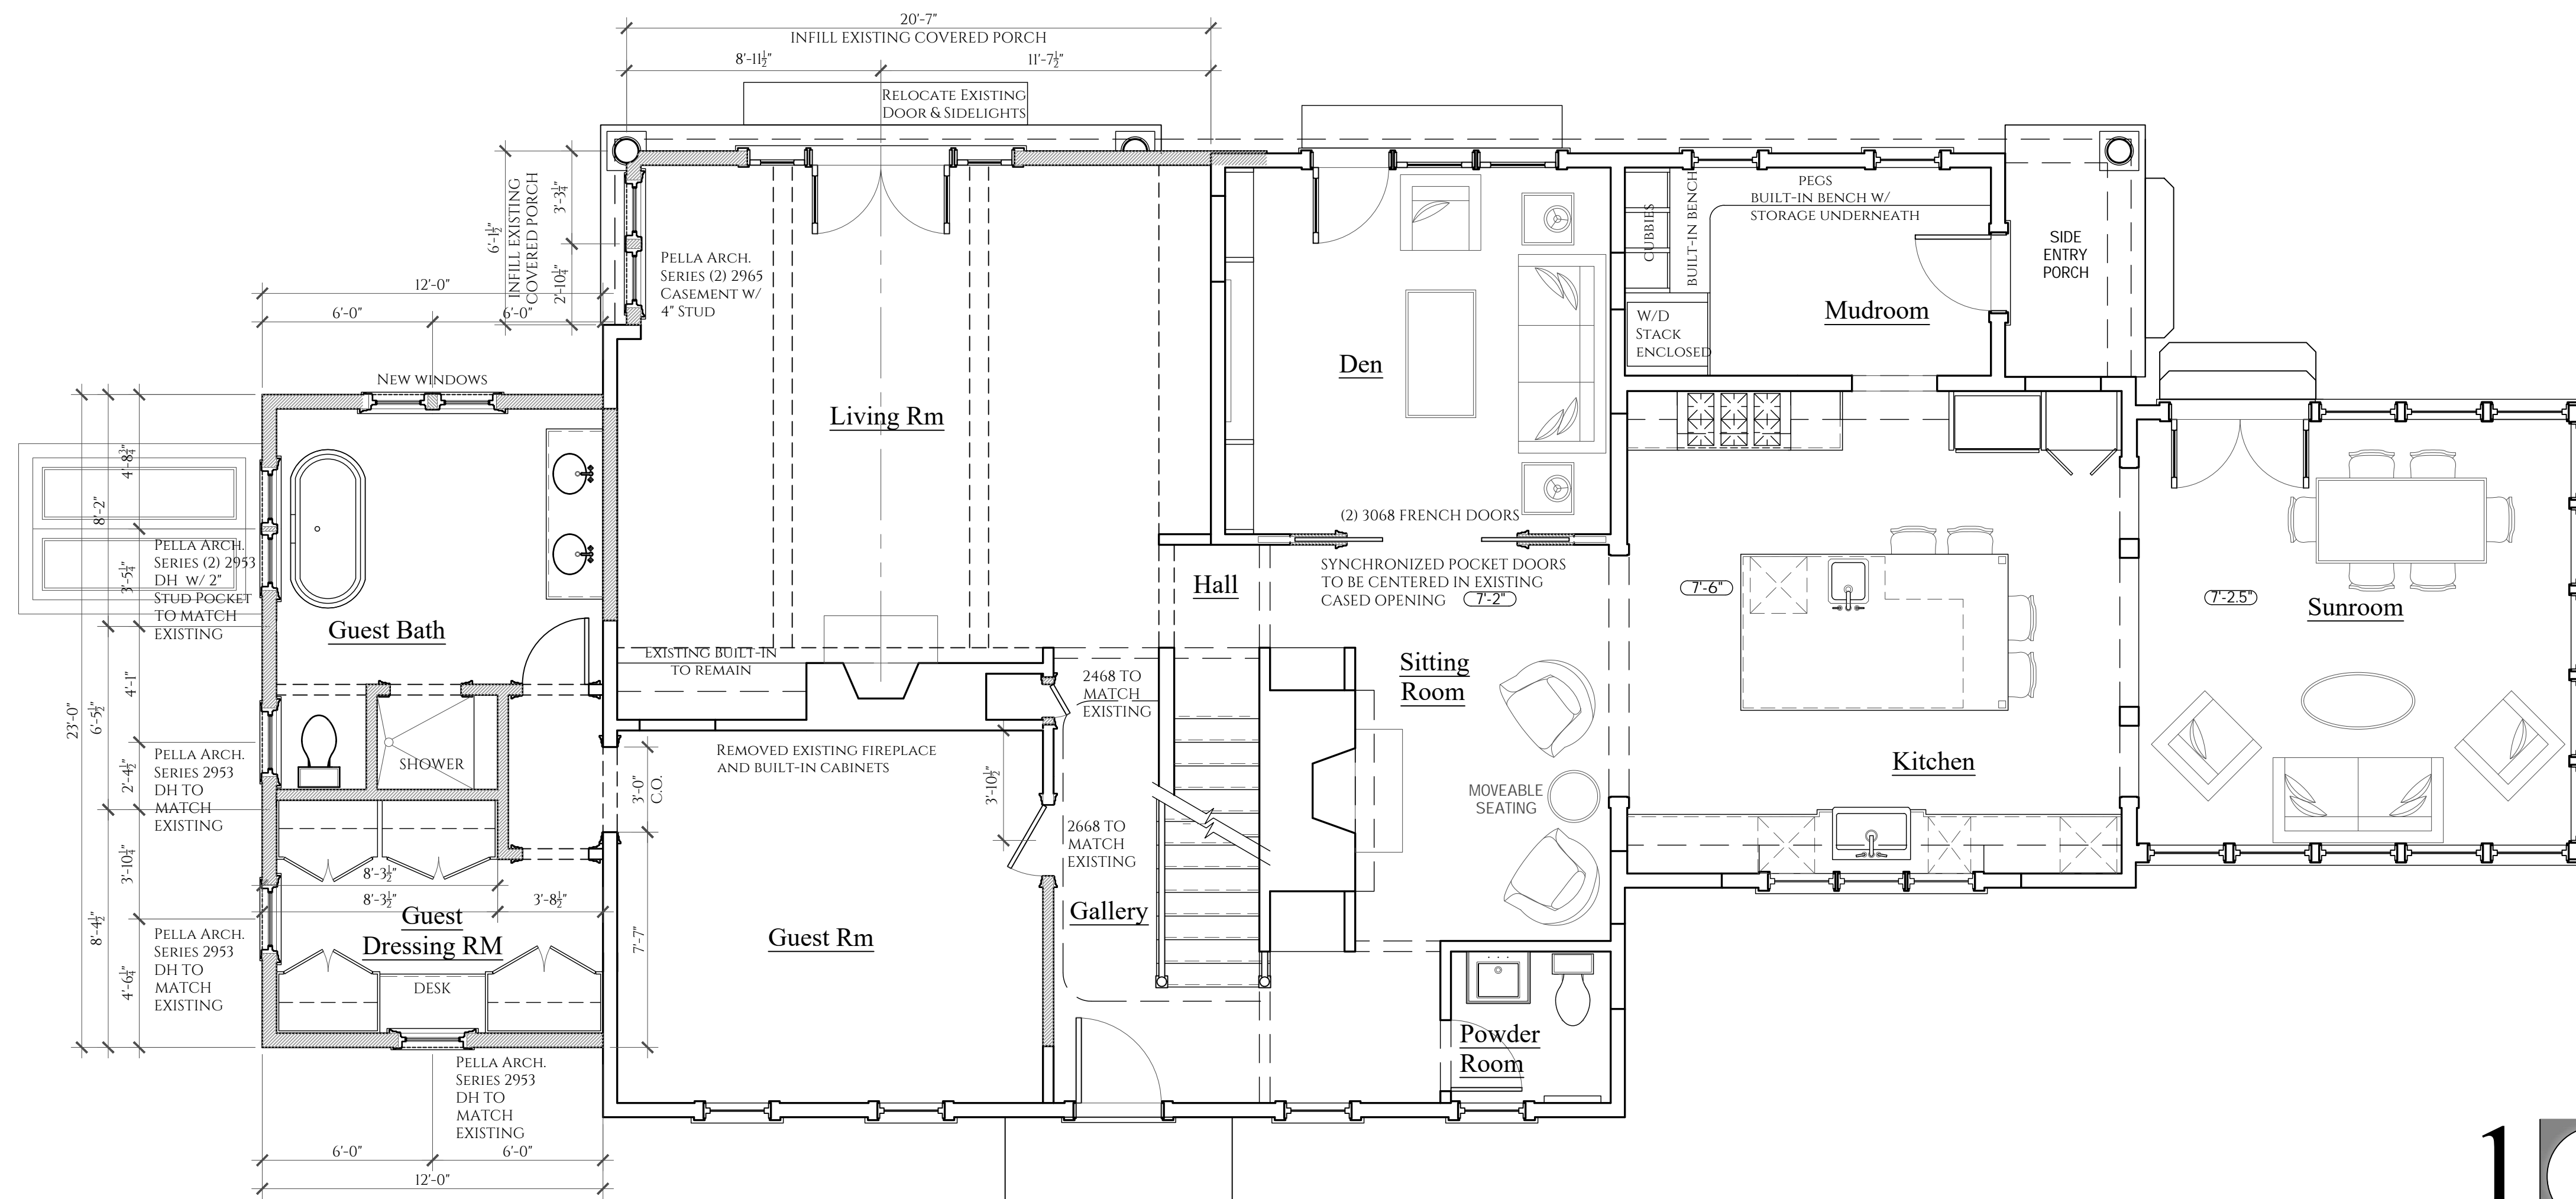 20'-7"
INFILL EXISTING COVERED PORCH
8'-11½"
11'-7½"
RELOCATE EXISTING
DOOR & SIDELIGHTS
6'-1½"
INFILL EXISTING
COVERED PORCH
3'-3¼"
2'-10¼"
PELLA ARCH.
SERIES (2) 2965
CASEMENT W/
4" STUD
CUBBIES
BUILT-IN BENCH
PEGS
BUILT-IN BENCH W/
STORAGE UNDERNEATH
SIDE
ENTRY
PORCH
Mudroom
W/D
STACK
ENCLOSED
12'-0"
6'-0"
6'-0"
NEW WINDOWS
Den
Living Rm
(2) 3068 FRENCH DOORS
SYNCHRONIZED POCKET DOORS
TO BE CENTERED IN EXISTING
CASED OPENING
7'-2"
Hall
7'-6"
7'-2.5"
Sunroom
23'-0"
8'-2"
6'-5½"
8'-4½"
4'-8¾"
3'-5¼"
4'-1"
2'-4½"
3'-10¼"
4'-6¼"
PELLA ARCH.
SERIES (2) 2953
DH W/ 2"
STUD POCKET
TO MATCH
EXISTING
Guest Bath
EXISTING BUILT-IN
TO REMAIN
2468 TO
MATCH
EXISTING
Sitting
Room
PELLA ARCH.
SERIES 2953
DH TO
MATCH
EXISTING
SHOWER
REMOVED EXISTING FIREPLACE
AND BUILT-IN CABINETS
3'-0"
C.O.
3'-10½"
MOVEABLE
SEATING
Kitchen
2668 TO
MATCH
EXISTING
8'-3½"
8'-3½"
3'-8½"
Guest
Dressing RM
7'-7"
Guest Rm
Gallery
PELLA ARCH.
SERIES 2953
DH TO
MATCH
EXISTING
DESK
Powder
Room
PELLA ARCH.
SERIES 2953
DH TO
MATCH
EXISTING
6'-0"
6'-0"
12'-0"
1